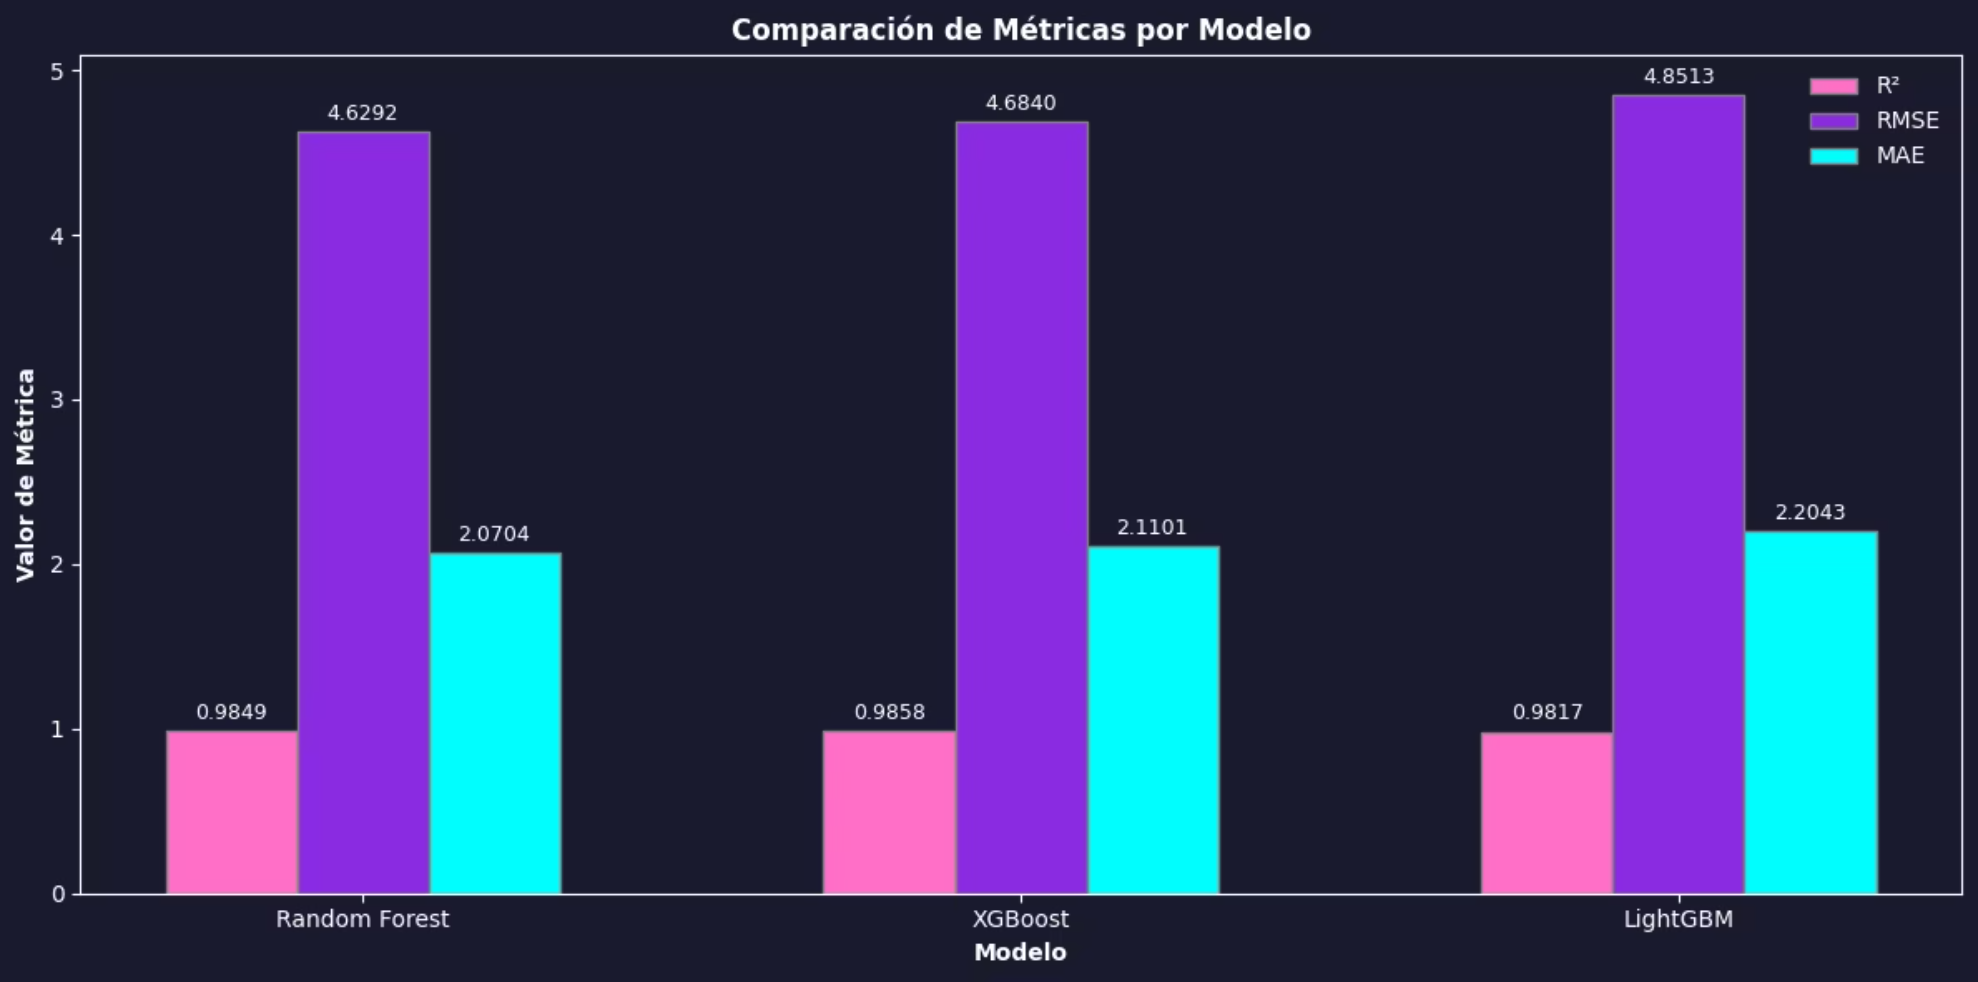 Comparación de Métricas por Modelo
R²
RMSE
MAE
Valor de Métrica
5
4
3
2
1
0
0.9849
4.6292
2.0704
0.9858
4.6840
2.1101
0.9817
4.8513
2.2043
Random Forest
XGBoost
LightGBM
Modelo